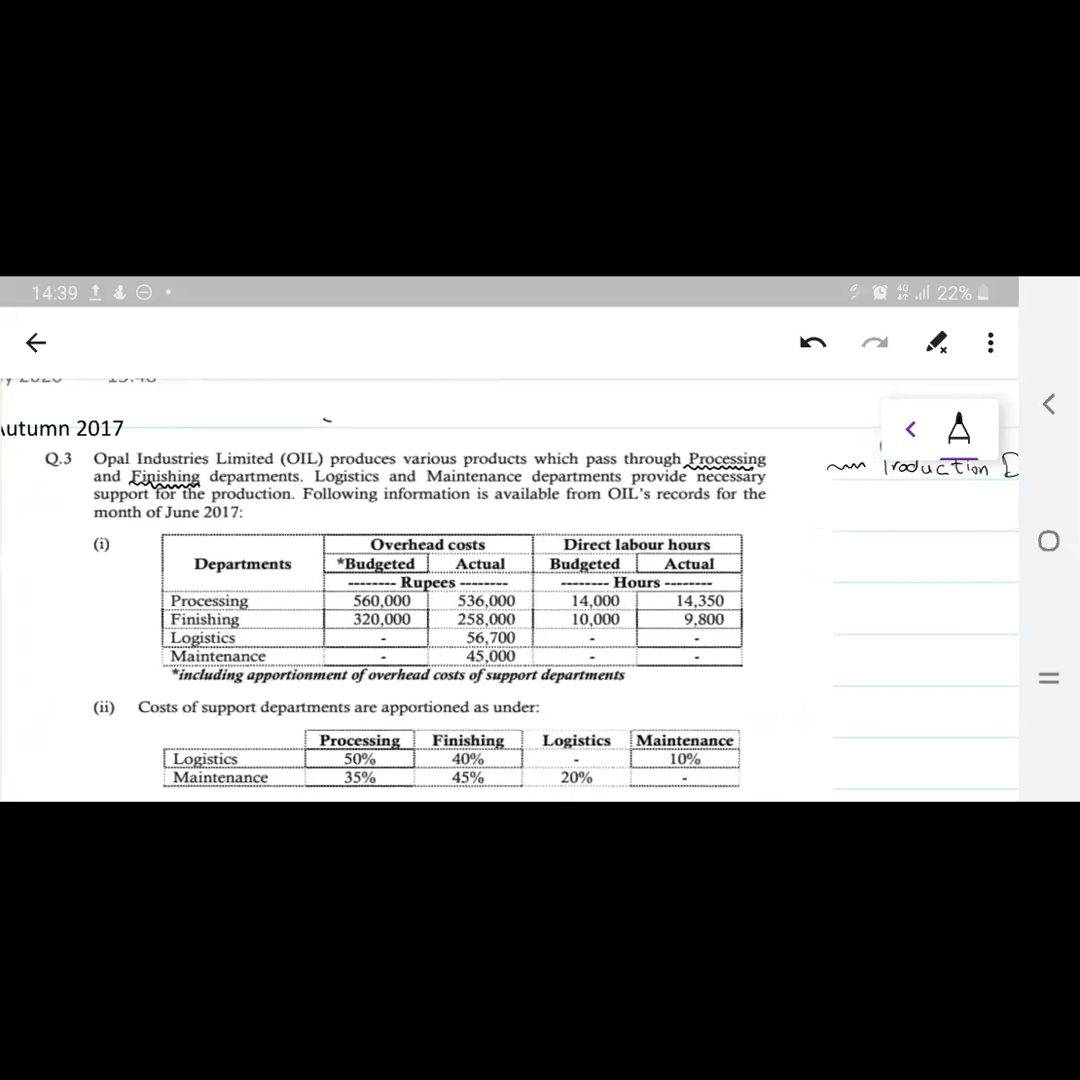 14:39
4G
22%
Autumn 2017
Q.3 Opal Industries Limited (OIL) produces various products which pass through Processing
Production D
and Finishing departments. Logistics and Maintenance departments provide necessary
support for the production. Following information is available from OIL's records for the
month of June 2017:
(i)
Overhead costs Direct labour hours
Departments *Budgeted Actual Budgeted Actual
-------- Rupees -------- -------- Hours --------
Processing 560,000 536,000 14,000 14,350
Finishing 320,000 258,000 10,000 9,800
Logistics - 56,700 - -
Maintenance - 45,000 - -
*including apportionment of overhead costs of support departments
(ii) Costs of support departments are apportioned as under:
Processing Finishing Logistics Maintenance
Logistics 50% 40% - 10%
Maintenance 35% 45% 20% -